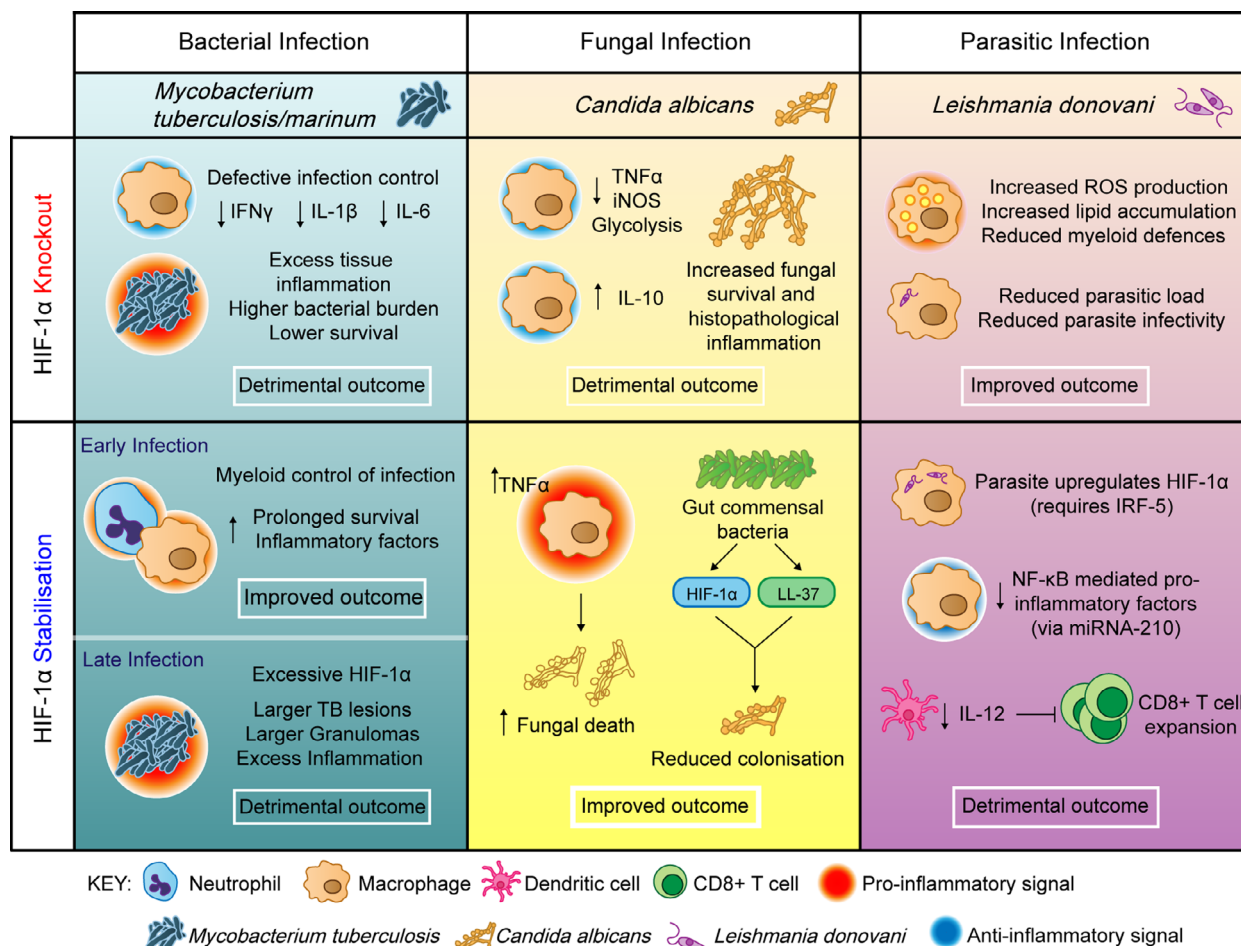 Bacterial Infection
Fungal Infection
Parasitic Infection
Mycobacterium
tuberculosis/marinum
Candida albicans
Leishmania donovani
HIF-1α Knockout
Defective infection control
↓ IFNγ ↓ IL-1β ↓ IL-6
Excess tissue
inflammation
Higher bacterial burden
Lower survival
Detrimental outcome
↓ TNFα
iNOS
Glycolysis
↑ IL-10
Increased fungal
survival and
histopathological
inflammation
Detrimental outcome
Increased ROS production
Increased lipid accumulation
Reduced myeloid defences
Reduced parasitic load
Reduced parasite infectivity
Improved outcome
HIF-1α Stabilisation
Early Infection
Myeloid control of infection
↑ Prolonged survival
Inflammatory factors
Improved outcome
Late Infection
Excessive HIF-1α
Larger TB lesions
Larger Granulomas
Excess Inflammation
Detrimental outcome
↑TNFα
↑ Fungal death
Gut commensal
bacteria
HIF-1α
LL-37
Reduced colonisation
Improved outcome
Parasite upregulates HIF-1α
(requires IRF-5)
↓ NF-κB mediated pro-
inflammatory factors
(via miRNA-210)
↓ IL-12
CD8+ T cell
expansion
Detrimental outcome
KEY: Neutrophil Macrophage Dendritic cell CD8+ T cell Pro-inflammatory signal
Mycobacterium tuberculosis Candida albicans Leishmania donovani Anti-inflammatory signal